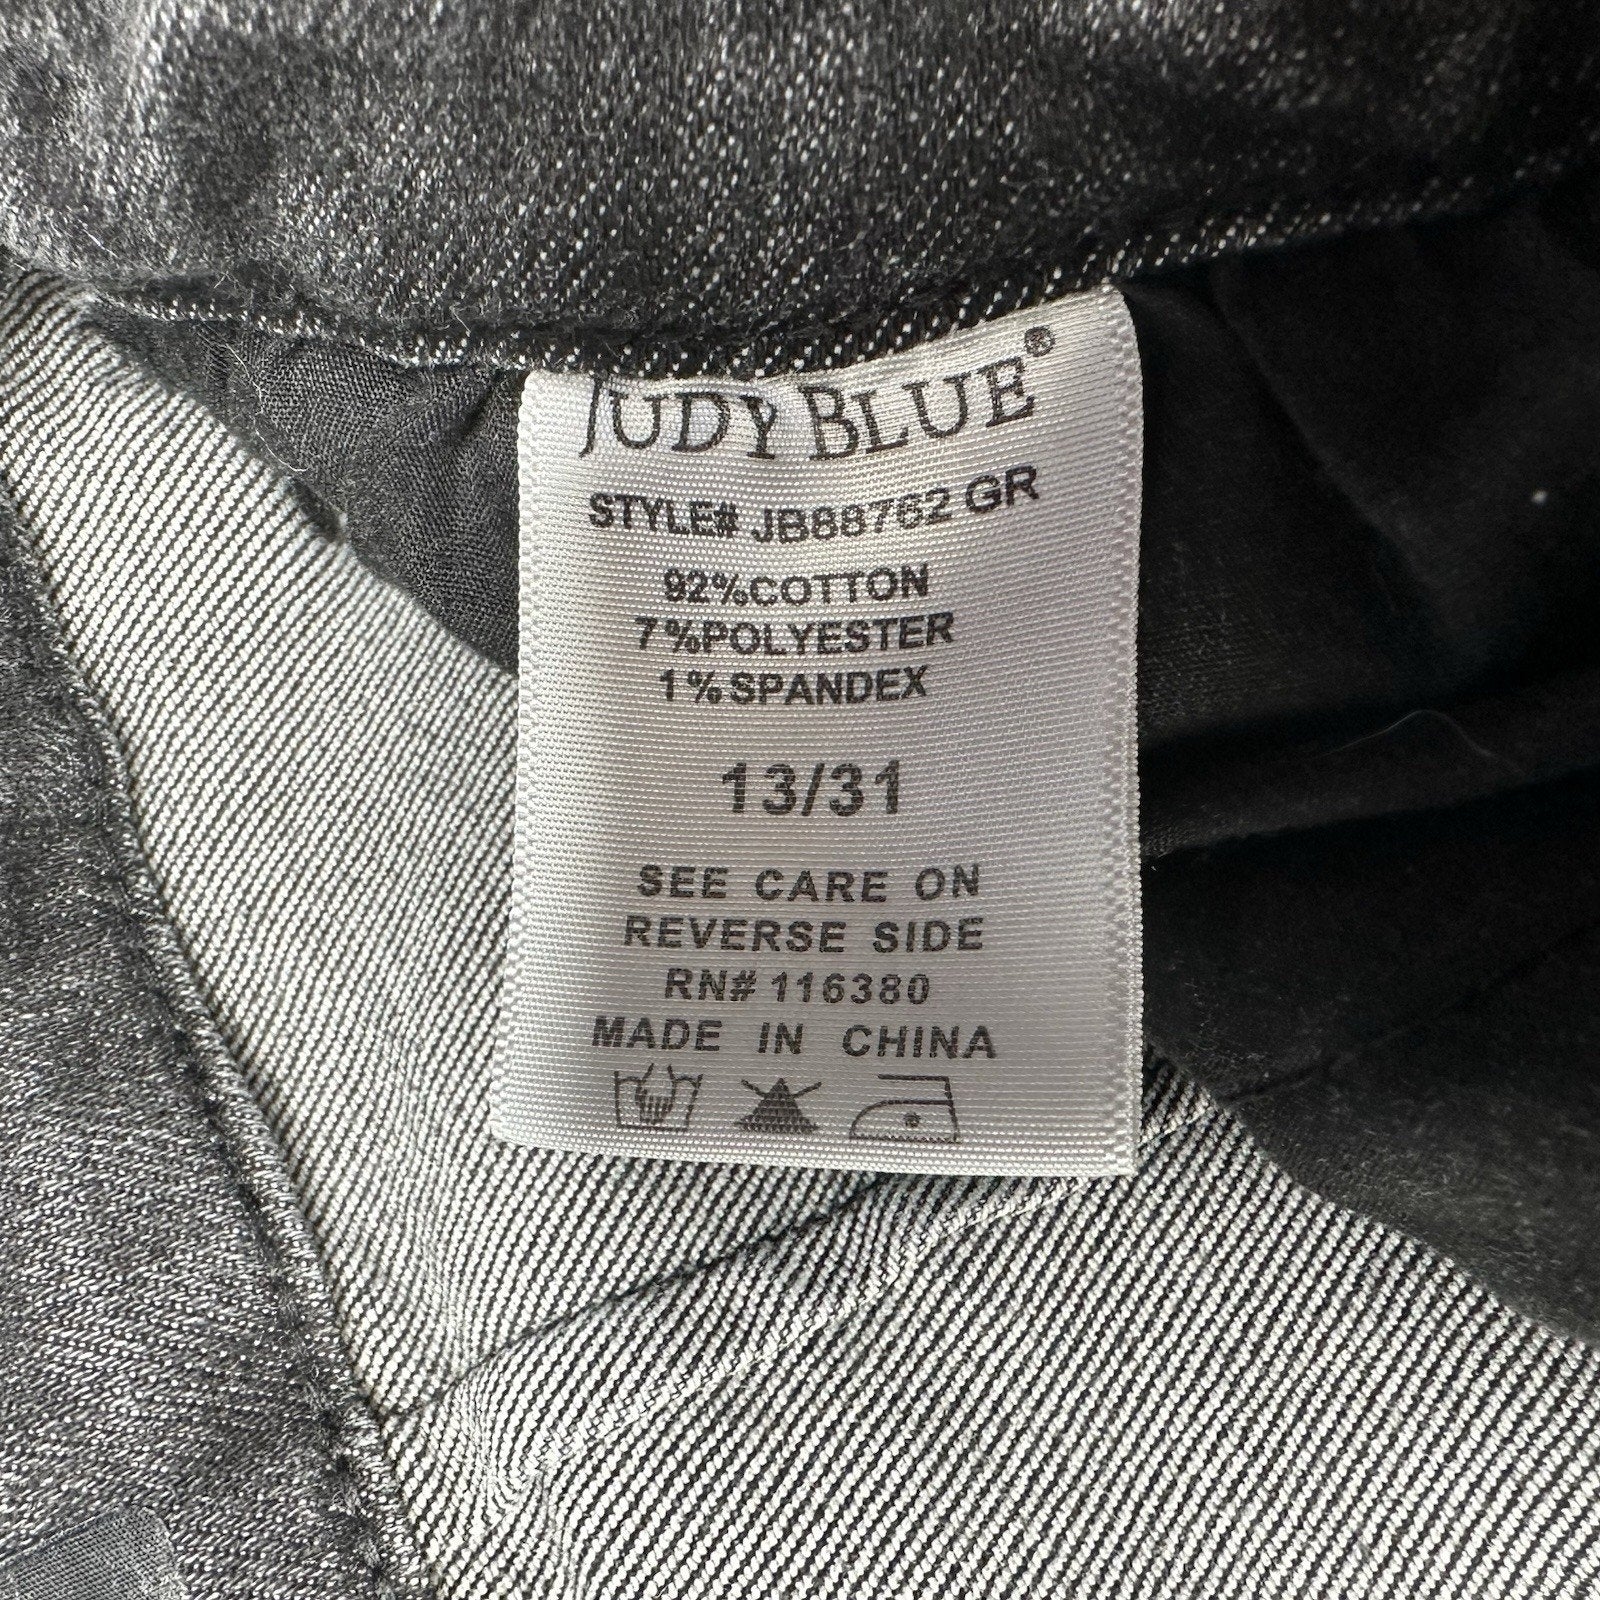 JUDY BLUE®
STYLE# JB88762 GR
92%COTTON
7%POLYESTER
1%SPANDEX
13/31
SEE CARE ON
REVERSE SIDE
RN# 116380
MADE IN CHINA